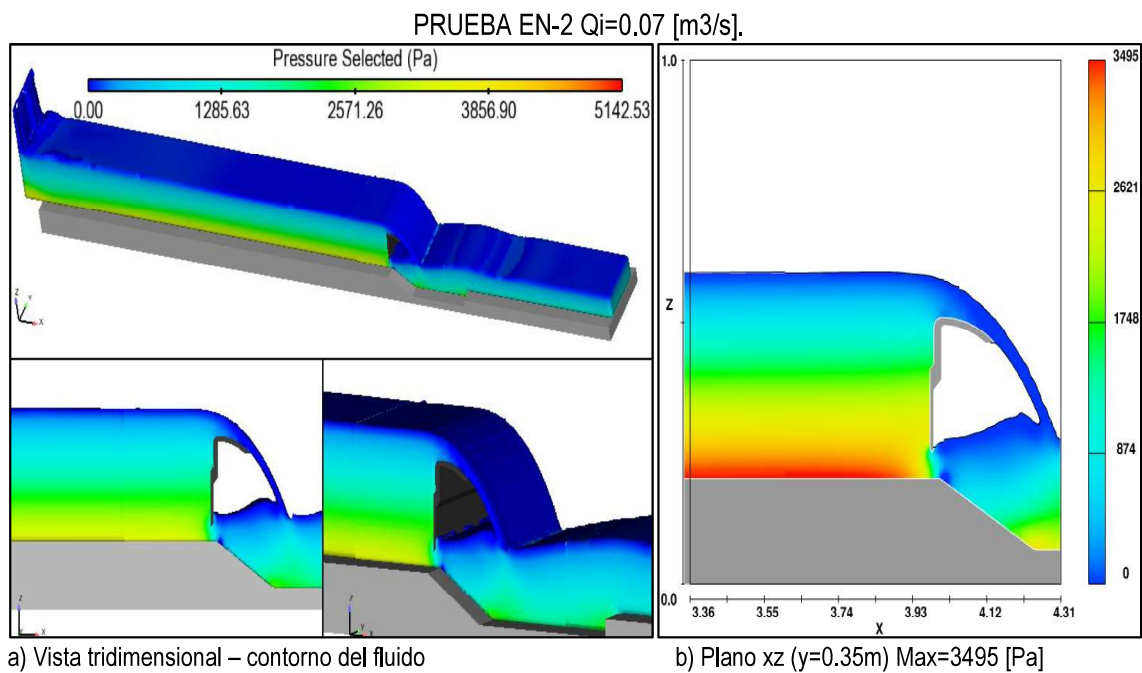 PRUEBA EN-2 Qi=0.07 [m3/s].
Pressure Selected (Pa)
0.00 1285.63 2571.26 3856.90 5142.53
Z
Y
X
1.0
Z
0.0
3.36 3.55 3.74 3.93 4.12 4.31
X
3495
2621
1748
874
0
a) Vista tridimensional – contorno del fluido
b) Plano xz (y=0.35m) Max=3495 [Pa]